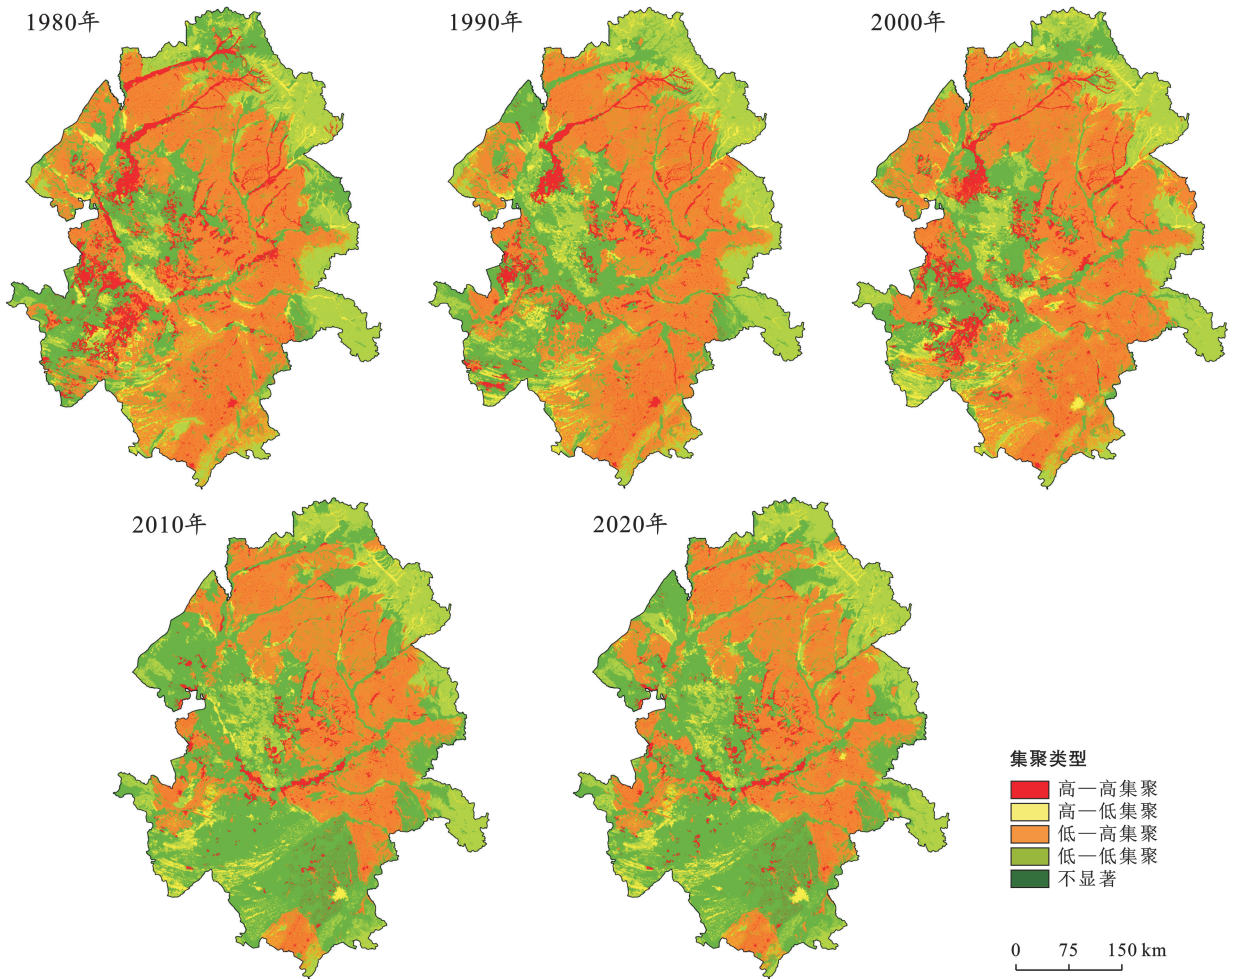 1980年
1990年
2000年
2010年
2020年
集聚类型
高—高集聚
高—低集聚
低—高集聚
低—低集聚
不显著
0 75 150 km